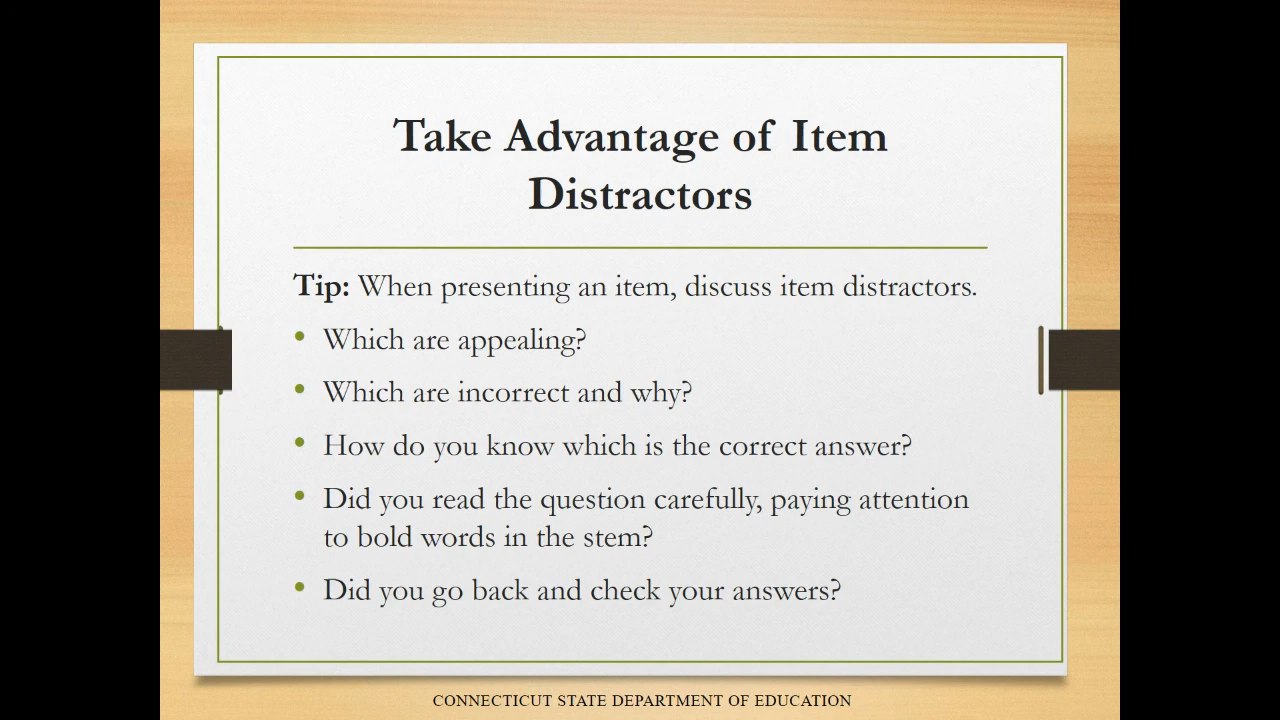 Take Advantage of Item
Distractors
Tip: When presenting an item, discuss item distractors.
• Which are appealing?
• Which are incorrect and why?
• How do you know which is the correct answer?
• Did you read the question carefully, paying attention
to bold words in the stem?
• Did you go back and check your answers?
CONNECTICUT STATE DEPARTMENT OF EDUCATION